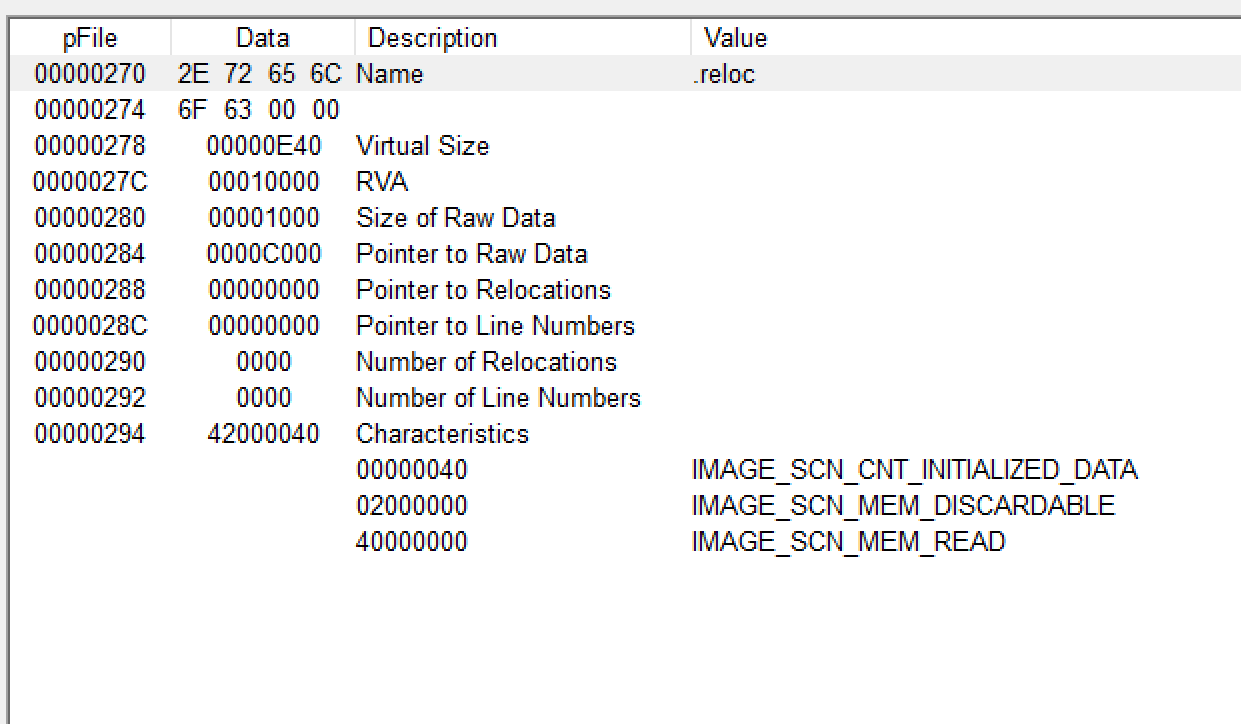 pFile Data Description Value
00000270 2E 72 65 6C Name .reloc
00000274 6F 63 00 00
00000278 00000E40 Virtual Size
0000027C 00010000 RVA
00000280 00001000 Size of Raw Data
00000284 0000C000 Pointer to Raw Data
00000288 00000000 Pointer to Relocations
0000028C 00000000 Pointer to Line Numbers
00000290 0000 Number of Relocations
00000292 0000 Number of Line Numbers
00000294 42000040 Characteristics
00000040 IMAGE_SCN_CNT_INITIALIZED_DATA
02000000 IMAGE_SCN_MEM_DISCARDABLE
40000000 IMAGE_SCN_MEM_READ